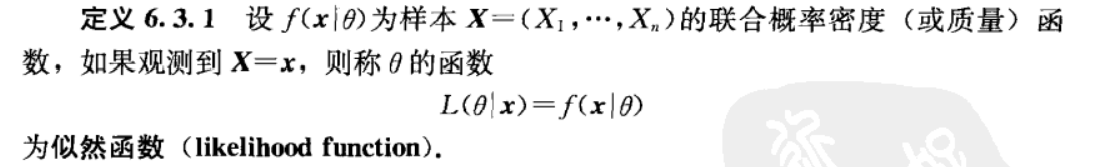 定义 6.3.1 设 f(x|θ)为样本 X=(X₁,⋯,Xₙ)的联合概率密度（或质量）函
数，如果观测到 X=x，则称 θ 的函数
L(θ|x)=f(x|θ)
为似然函数（likelihood function）.